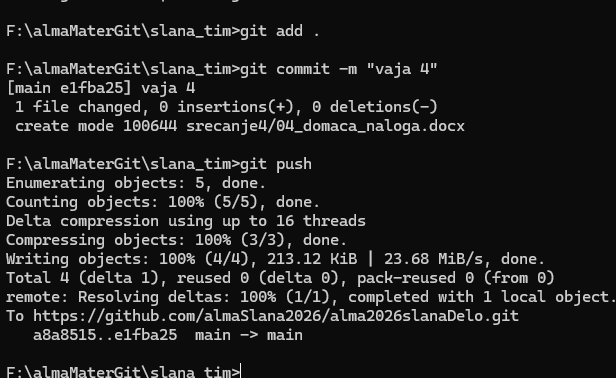 F:\almaMaterGit\slana_tim>git add .
F:\almaMaterGit\slana_tim>git commit -m "vaja 4"
[main e1fba25] vaja 4
 1 file changed, 0 insertions(+), 0 deletions(-)
 create mode 100644 srecanje4/04_domaca_naloga.docx
F:\almaMaterGit\slana_tim>git push
Enumerating objects: 5, done.
Counting objects: 100% (5/5), done.
Delta compression using up to 16 threads
Compressing objects: 100% (3/3), done.
Writing objects: 100% (4/4), 213.12 KiB | 23.68 MiB/s, done.
Total 4 (delta 1), reused 0 (delta 0), pack-reused 0 (from 0)
remote: Resolving deltas: 100% (1/1), completed with 1 local object.
To https://github.com/almaSlana2026/alma2026slanaDelo.git
   a8a8515..e1fba25  main -> main
F:\almaMaterGit\slana_tim>